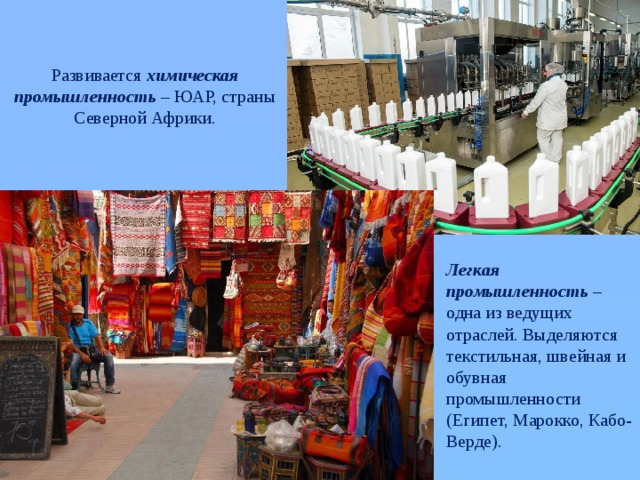 Развивается химическая
промышленность – ЮАР, страны
Северной Африки.
Легкая
промышленность –
одна из ведущих
отраслей. Выделяются
текстильная, швейная и
обувная
промышленности
(Египет, Марокко, Кабо-
Верде).